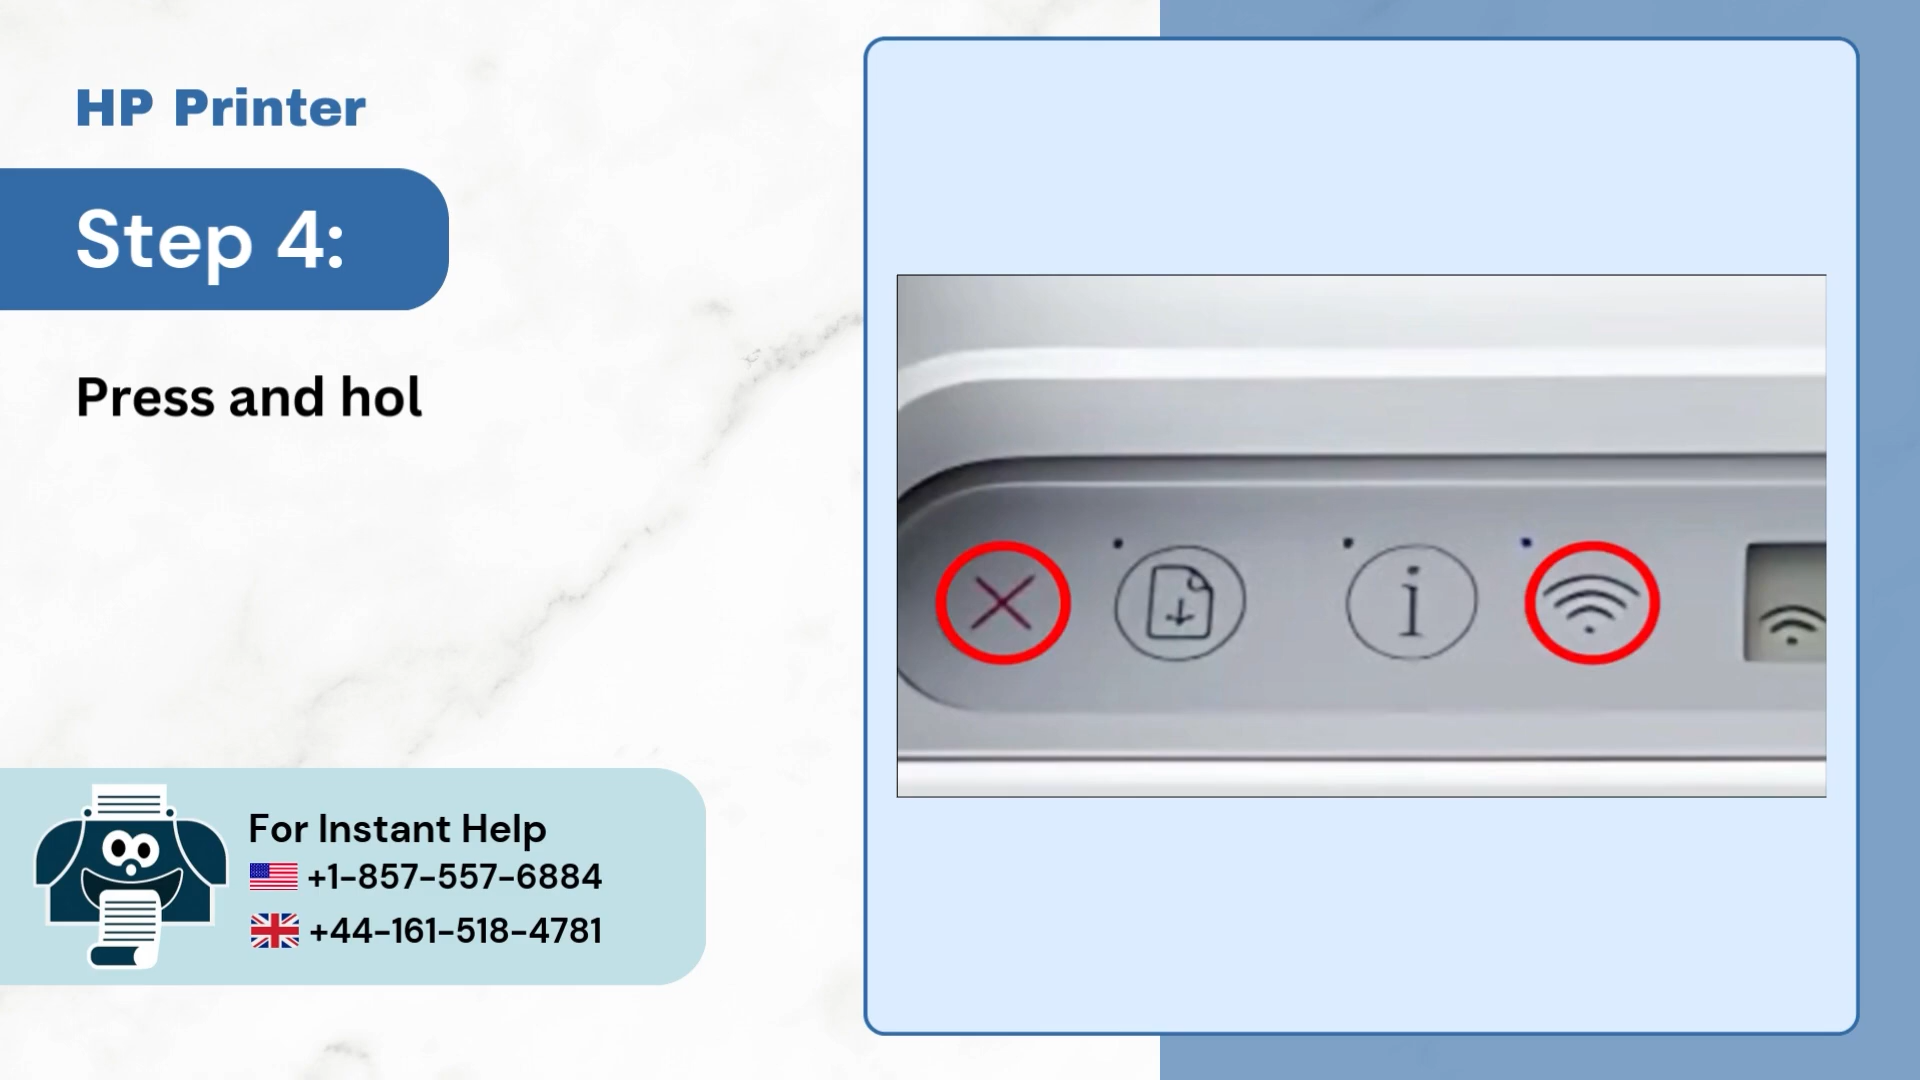 HP Printer
Step 4:
Press and hol
For Instant Help
+1-857-557-6884
+44-161-518-4781